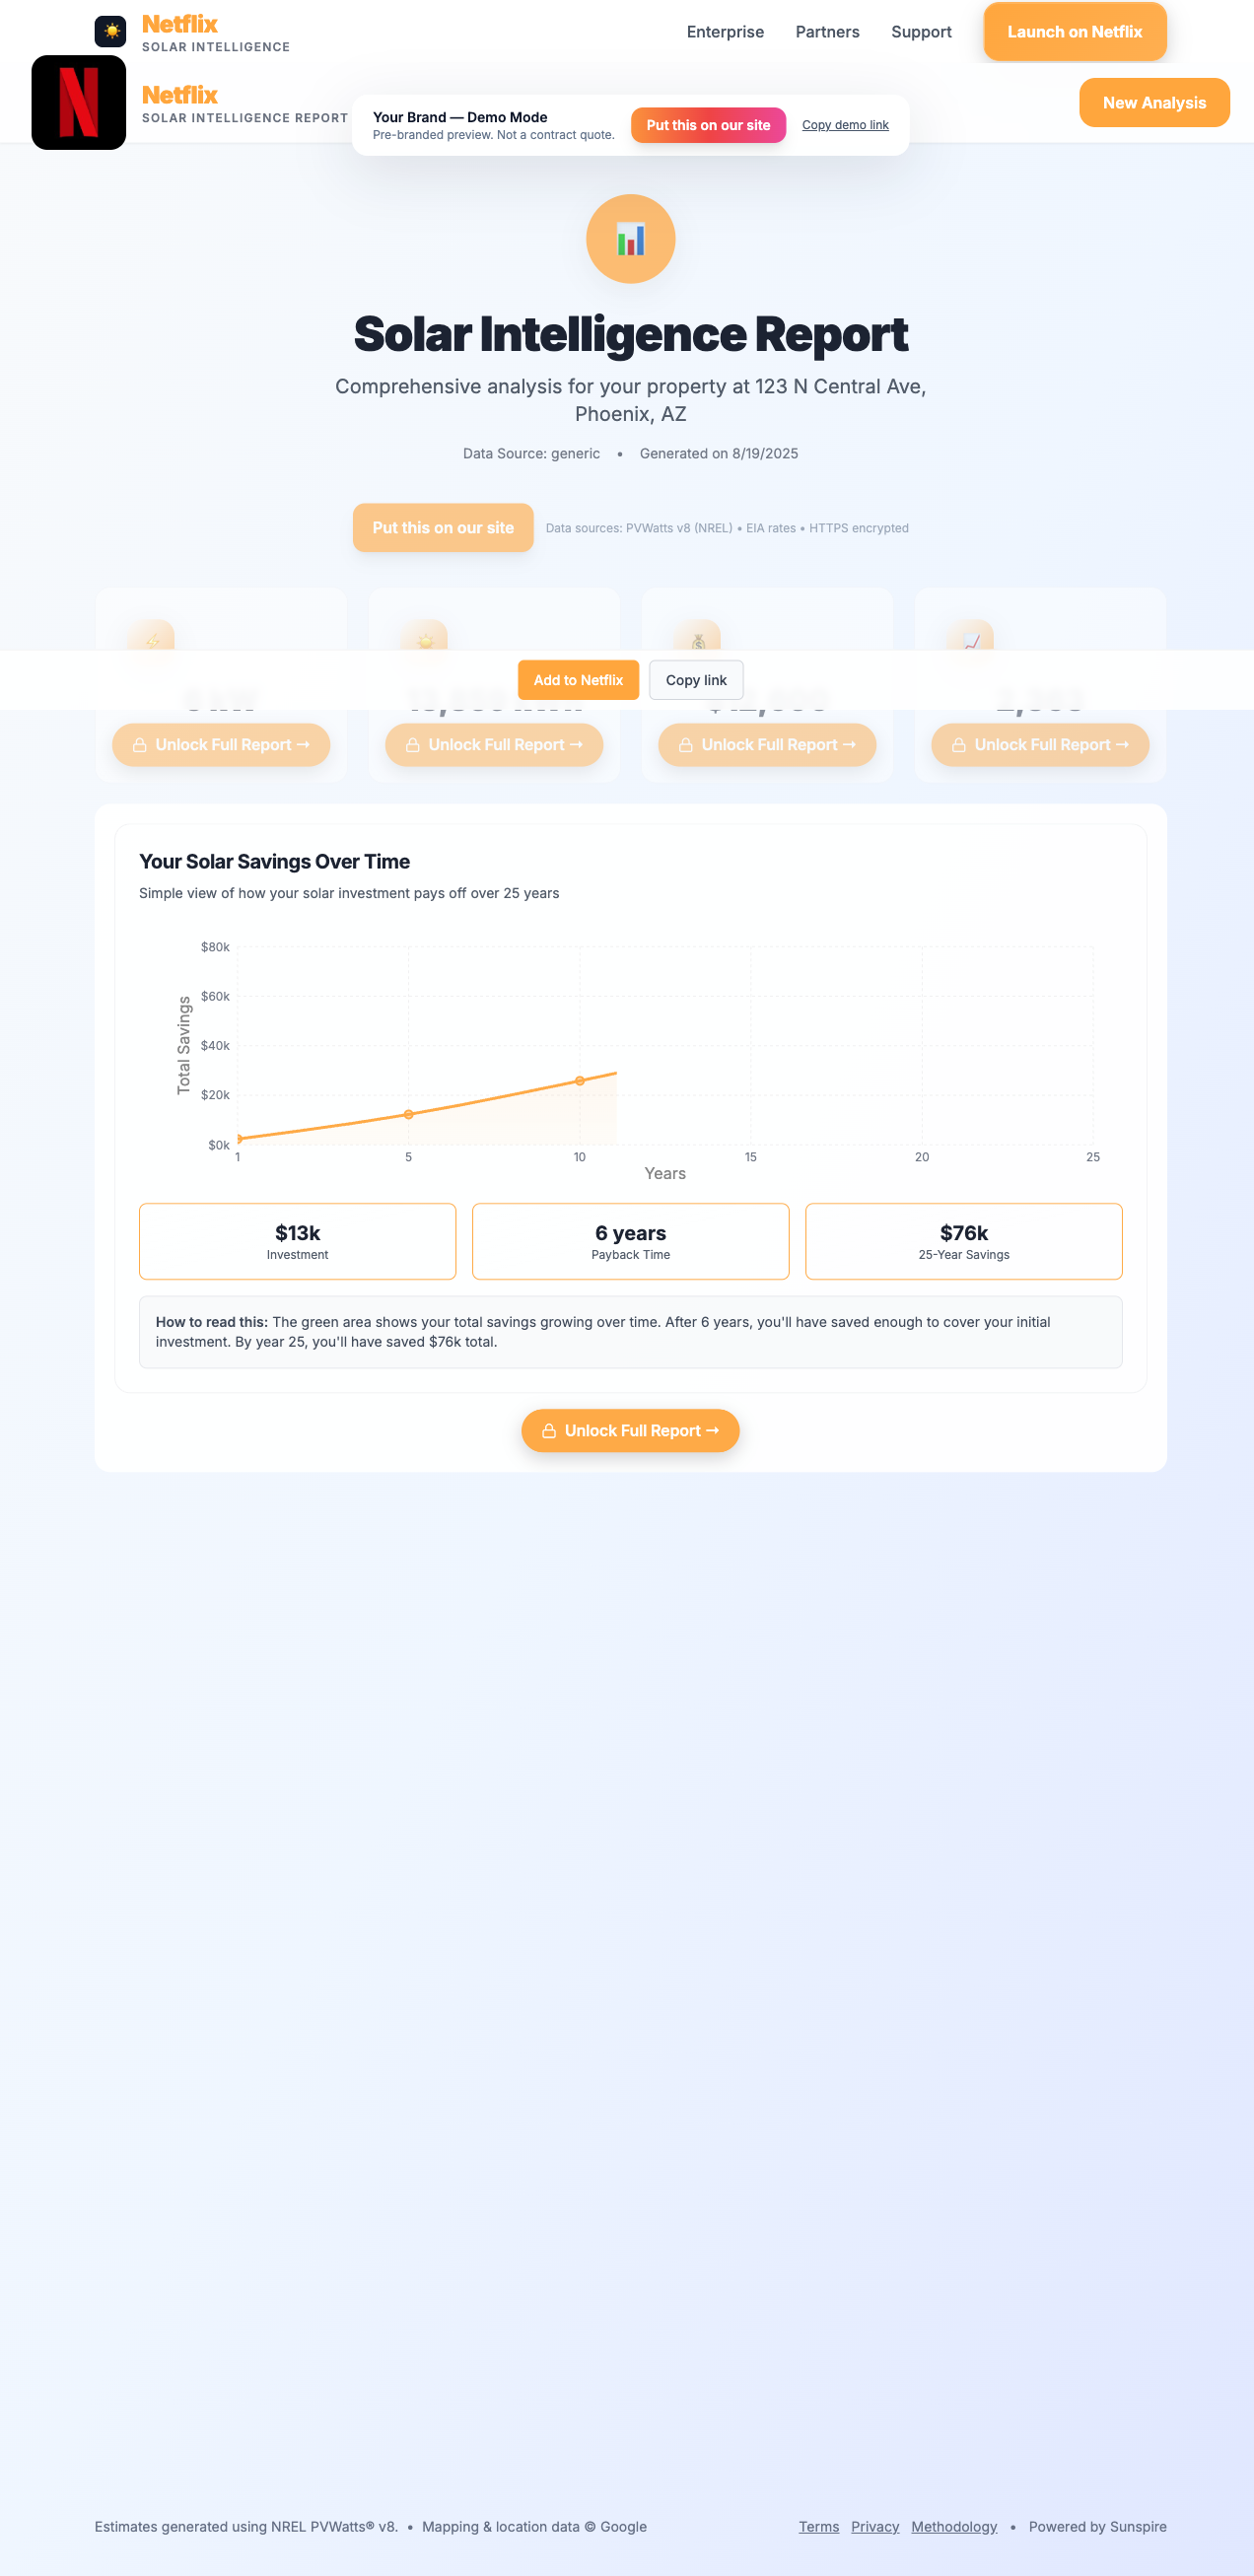 Netflix
SOLAR INTELLIGENCE
Enterprise
Partners
Support
Launch on Netflix
Netflix
SOLAR INTELLIGENCE REPORT
Your Brand — Demo Mode
Pre-branded preview. Not a contract quote.
Put this on our site
Copy demo link
New Analysis
Solar Intelligence Report
Comprehensive analysis for your property at 123 N Central Ave,
Phoenix, AZ
Data Source: generic • Generated on 8/19/2025
Put this on our site
Data sources: PVWatts v8 (NREL) • EIA rates • HTTPS encrypted
Add to Netflix
Copy link
Unlock Full Report →
Unlock Full Report →
Unlock Full Report →
Unlock Full Report →
Your Solar Savings Over Time
Simple view of how your solar investment pays off over 25 years
Total Savings
$80k
$60k
$40k
$20k
$0k
1 5 10 15 20 25
Years
$13k
Investment
6 years
Payback Time
$76k
25-Year Savings
How to read this: The green area shows your total savings growing over time. After 6 years, you'll have saved enough to cover your initial
investment. By year 25, you'll have saved $76k total.
Unlock Full Report →
Estimates generated using NREL PVWatts® v8. • Mapping & location data © Google
Terms Privacy Methodology • Powered by Sunspire